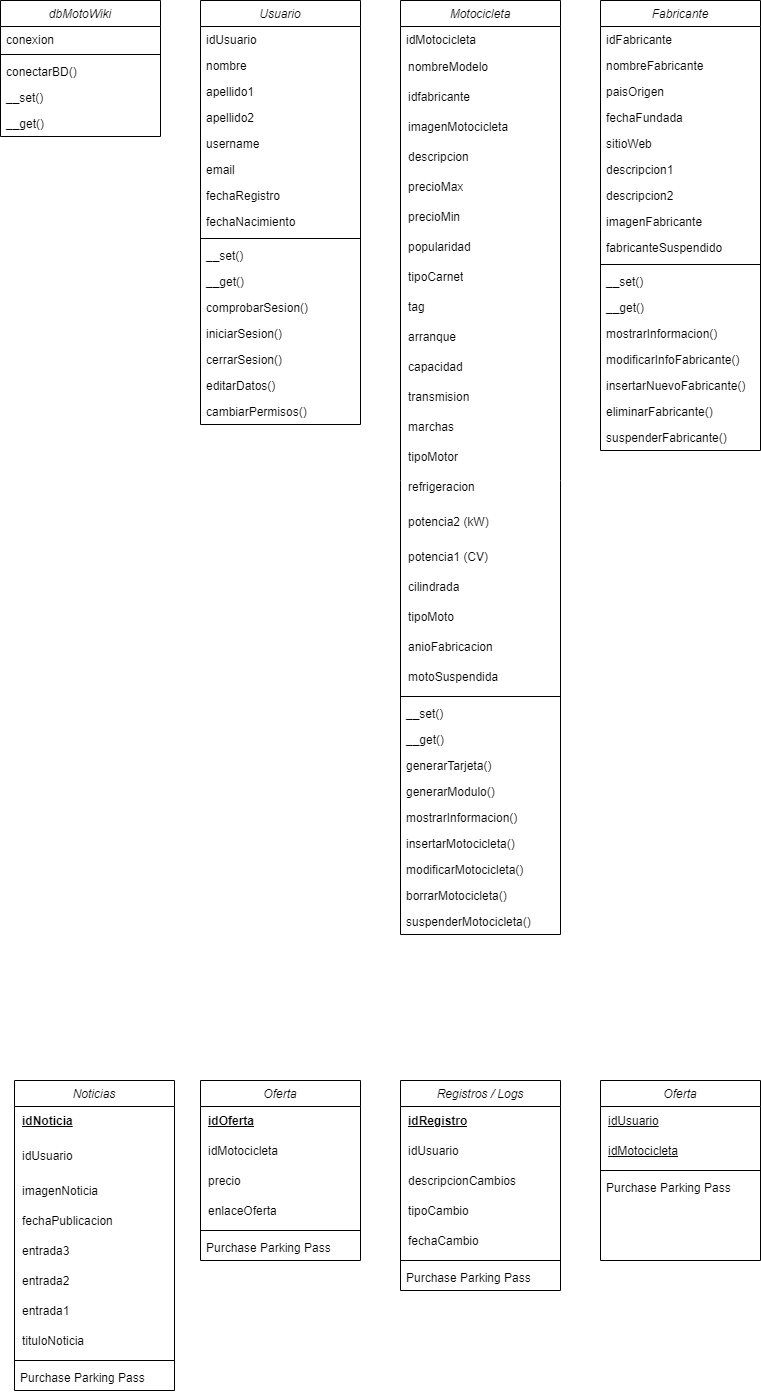 dbMotoWiki
conexion
conectarBD()
__set()
__get()
Usuario
idUsuario
nombre
apellido1
apellido2
username
email
fechaRegistro
fechaNacimiento
__set()
__get()
comprobarSesion()
iniciarSesion()
cerrarSesion()
editarDatos()
cambiarPermisos()
Motocicleta
idMotocicleta
nombreModelo
idfabricante
imagenMotocicleta
descripcion
precioMax
precioMin
popularidad
tipoCarnet
tag
arranque
capacidad
transmision
marchas
tipoMotor
refrigeracion
potencia2 (kW)
potencia1 (CV)
cilindrada
tipoMoto
anioFabricacion
motoSuspendida
__set()
__get()
generarTarjeta()
generarModulo()
mostrarInformacion()
insertarMotocicleta()
modificarMotocicleta()
borrarMotocicleta()
suspenderMotocicleta()
Fabricante
idFabricante
nombreFabricante
paisOrigen
fechaFundada
sitioWeb
descripcion1
descripcion2
imagenFabricante
fabricanteSuspendido
__set()
__get()
mostrarInformacion()
modificarInfoFabricante()
insertarNuevoFabricante()
eliminarFabricante()
suspenderFabricante()
Noticias
idNoticia
idUsuario
imagenNoticia
fechaPublicacion
entrada3
entrada2
entrada1
tituloNoticia
Purchase Parking Pass
Oferta
idOferta
idMotocicleta
precio
enlaceOferta
Purchase Parking Pass
Registros / Logs
idRegistro
idUsuario
descripcionCambios
tipoCambio
fechaCambio
Purchase Parking Pass
Oferta
idUsuario
idMotocicleta
Purchase Parking Pass